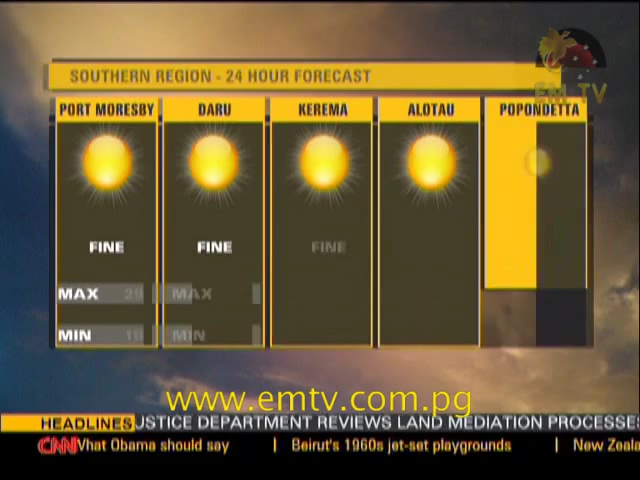 SOUTHERN REGION - 24 HOUR FORECAST
EM TV
PORT MORESBY
DARU
KEREMA
ALOTAU
POPONDETTA
FINE
FINE
FINE
MAX
MAX
MIN
MIN
www.emtv.com.pg
HEADLINES USTICE DEPARTMENT REVIEWS LAND MEDIATION PROCESSES
CNN What Obama should say | Beirut's 1960s jet-set playgrounds | New Zeala